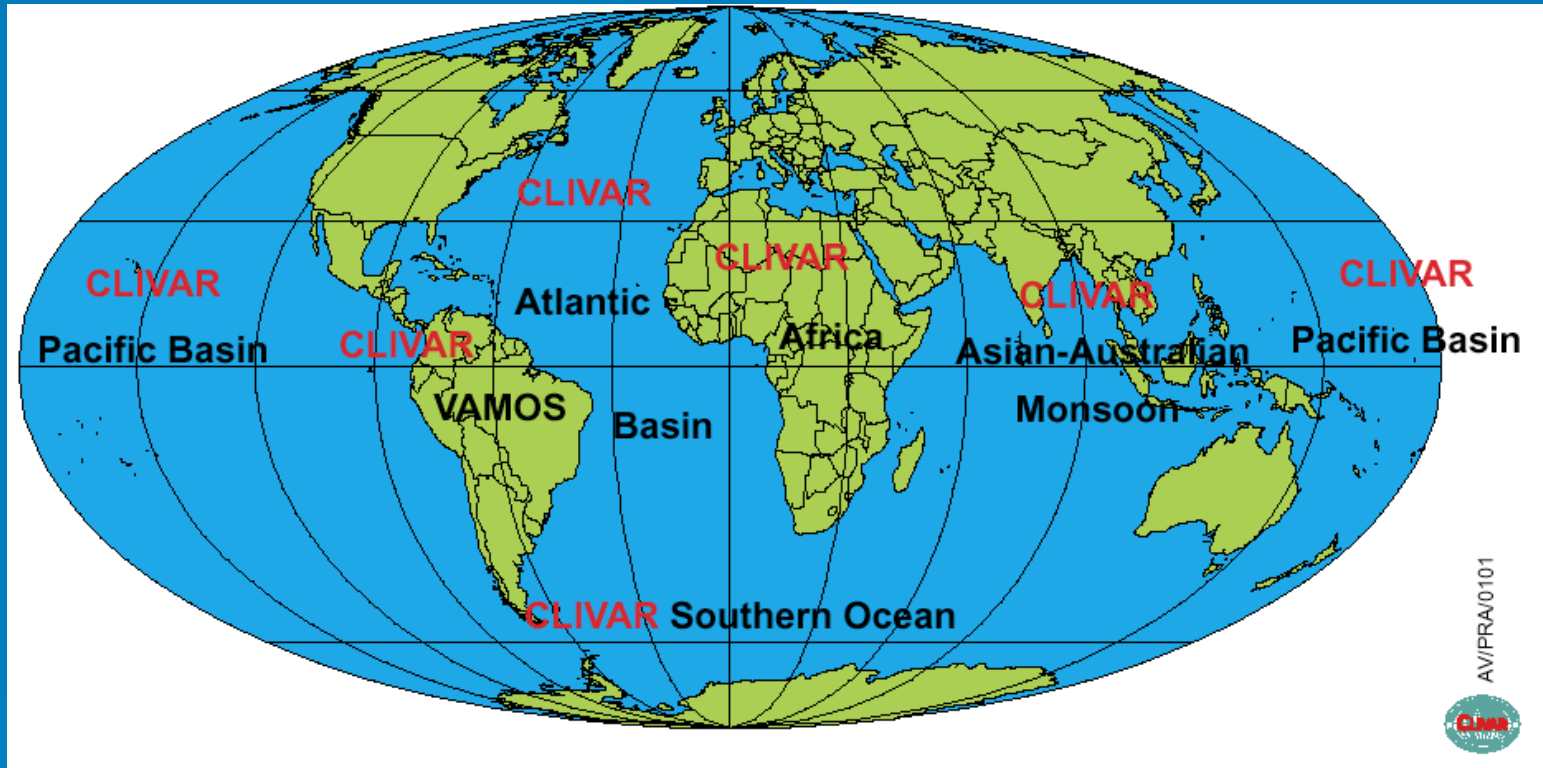 CLIVAR
Pacific Basin
CLIVAR
VAMOS
CLIVAR
Atlantic
Basin
CLIVAR
Africa
CLIVAR
Asian-Australian
Monsoon
CLIVAR
Pacific Basin
CLIVAR Southern Ocean
AV/PRA/0101
CLIVAR